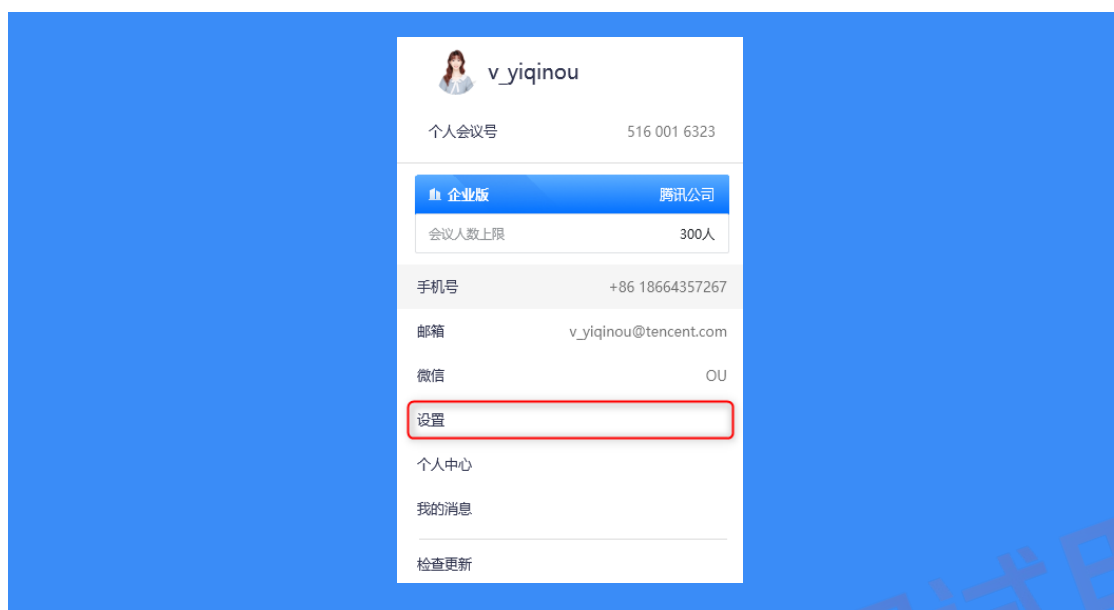 v_yiqinou
个人会议号 516 001 6323
企业版 腾讯公司
会议人数上限 300人
手机号 +86 18664357267
邮箱 v_yiqinou@tencent.com
微信 OU
设置
个人中心
我的消息
检查更新